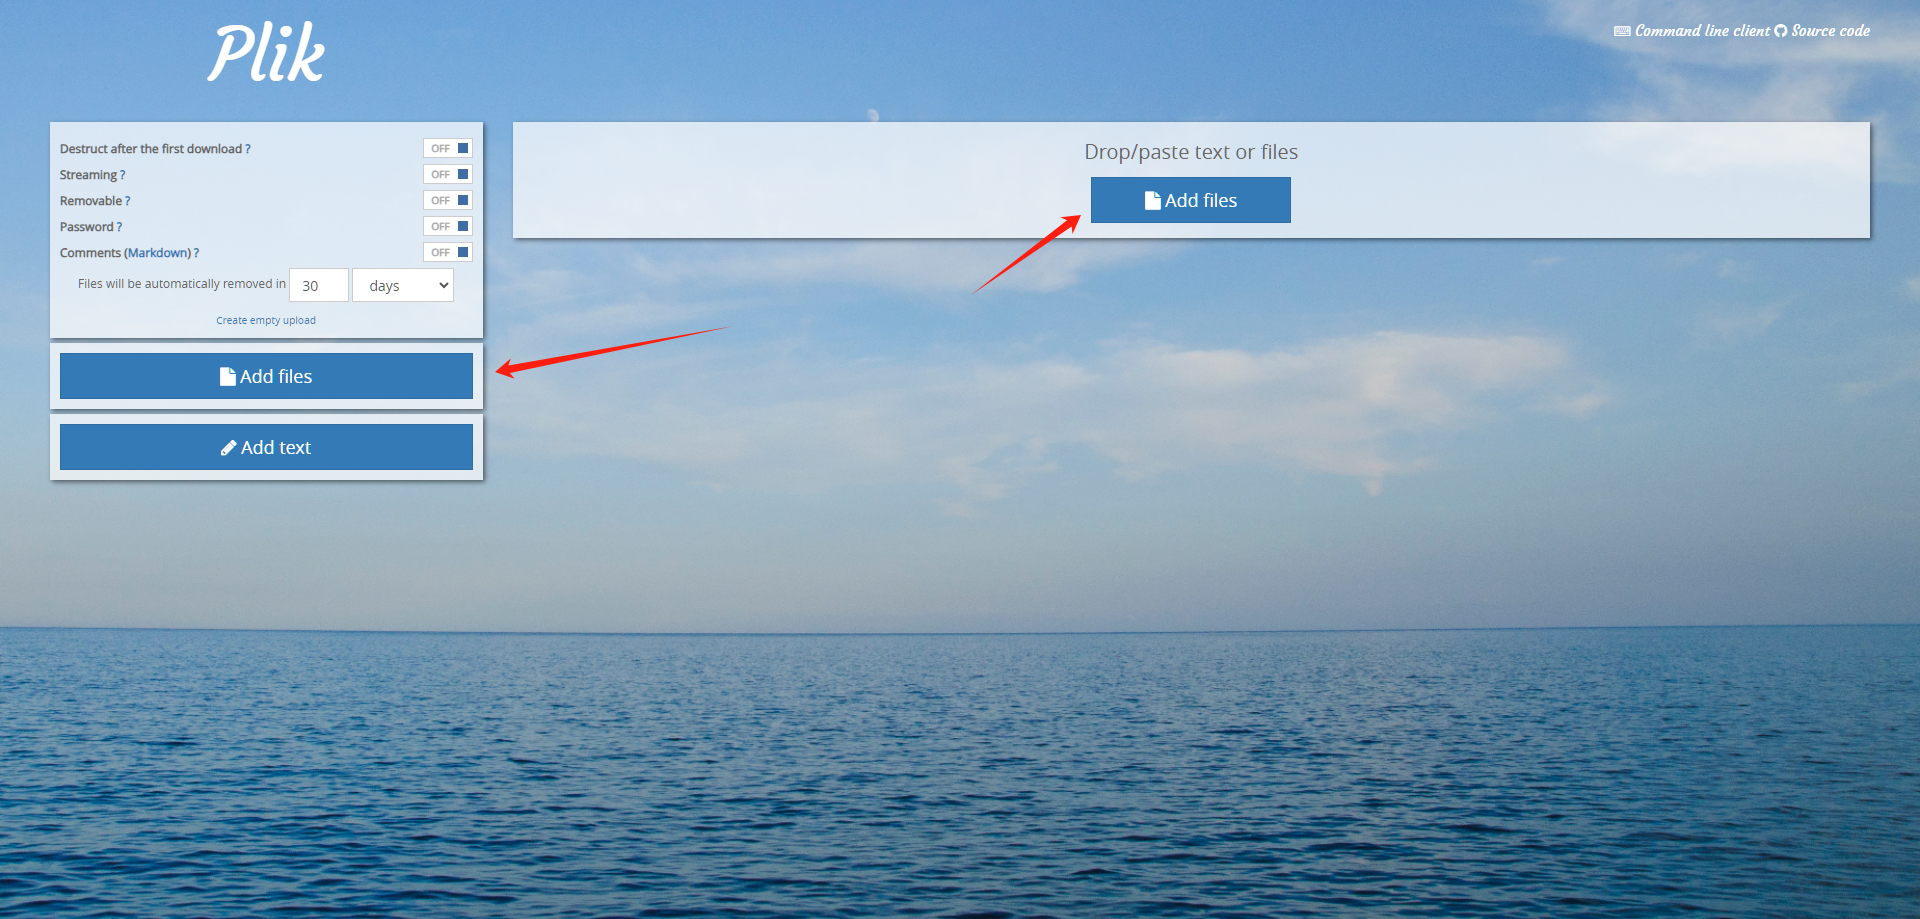 Plik
Command line client Source code
Destruct after the first download ?
OFF
Streaming ?
OFF
Removable ?
OFF
Password ?
OFF
Comments (Markdown) ?
OFF
Files will be automatically removed in 30 days
Create empty upload
Add files
Add text
Drop/paste text or files
Add files